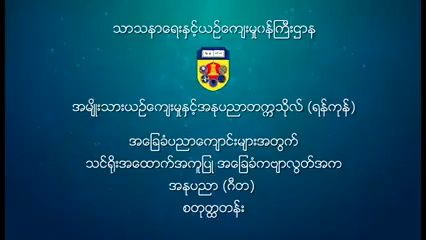 သာသနာရေးနှင့်ယဉ်ကျေးမှု၀န်ကြီးဌာန
အမျိုးသားယဉ်ကျေးမှုနှင့်အနုပညာတက္ကသိုလ် (ရန်ကုန်)
အခြေခံပညာကျောင်းများအတွက်
သင်ရိုးအထောက်အကူပြု အခြေခံကဗျာလွတ်အက
အနုပညာ (ဂီတ)
စတုတ္ထတန်း